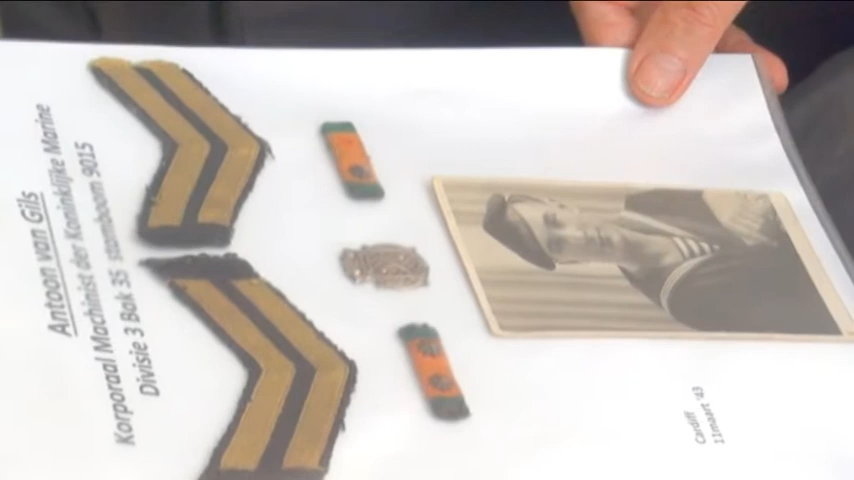 Antoon van Gils
Korporaal Machinist der Koninklijke Marine
Divisie 3 Bak 35 stamboom 9015
Cardiff
11maart '43